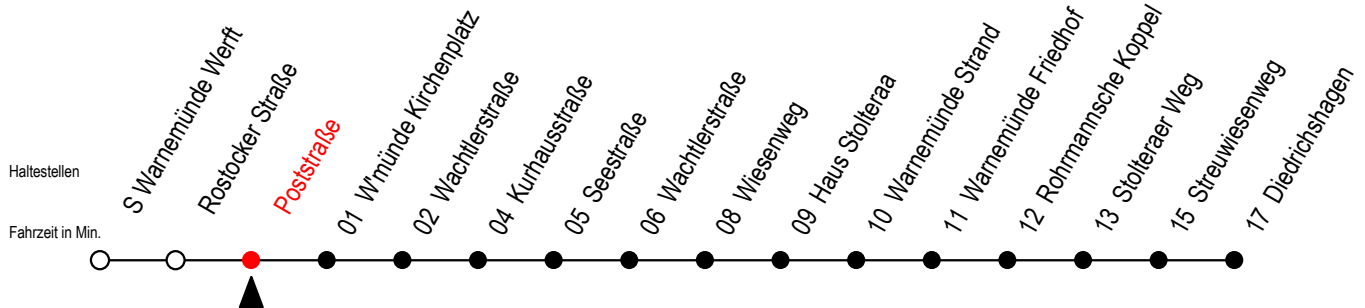 Haltestellen
Fahrzeit in Min.
S Warnemünde Werft
Rostocker Straße
Poststraße
01 W'münde Kirchenplatz
02 Wachtlerstraße
04 Kurhausstraße
05 Seestraße
06 Wachtlerstraße
08 Wiesenweg
09 Haus Stolteraa
10 Warnemünde Strand
11 Warnemünde Friedhof
12 Rohrmannsche Koppel
13 Stolteraer Weg
15 Streuwiesenweg
17 Diedrichshagen